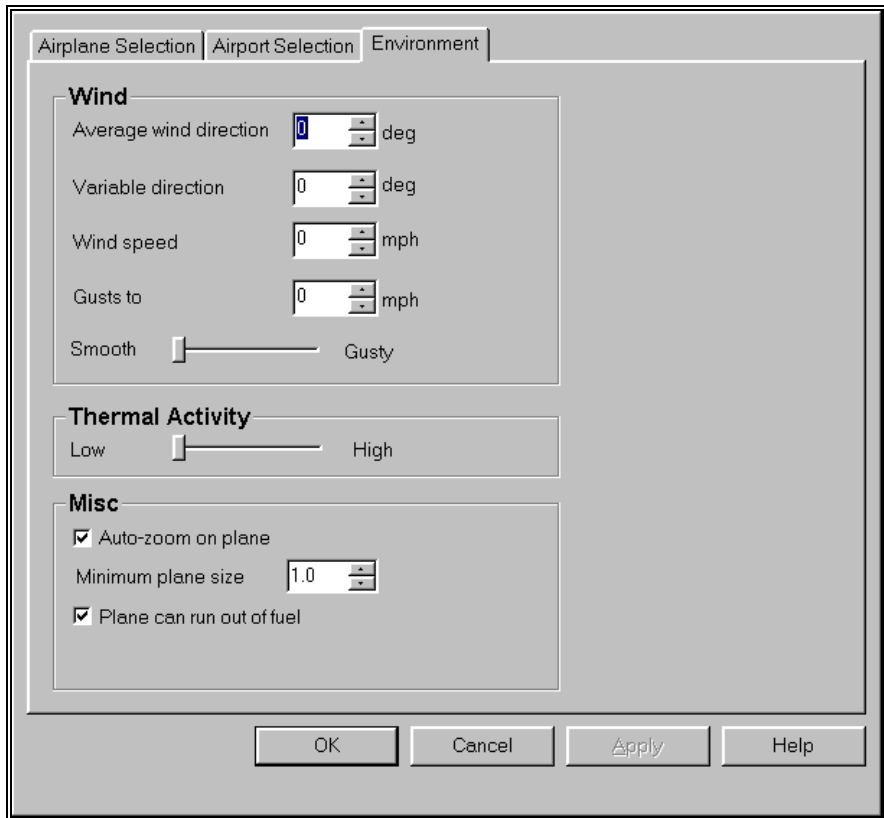 Airplane Selection Airport Selection Environment
Wind
Average wind direction 0 deg
Variable direction 0 deg
Wind speed 0 mph
Gusts to 0 mph
Smooth Gusty
Thermal Activity
Low High
Misc
Auto-zoom on plane
Minimum plane size 1.0
Plane can run out of fuel
OK Cancel Apply Help